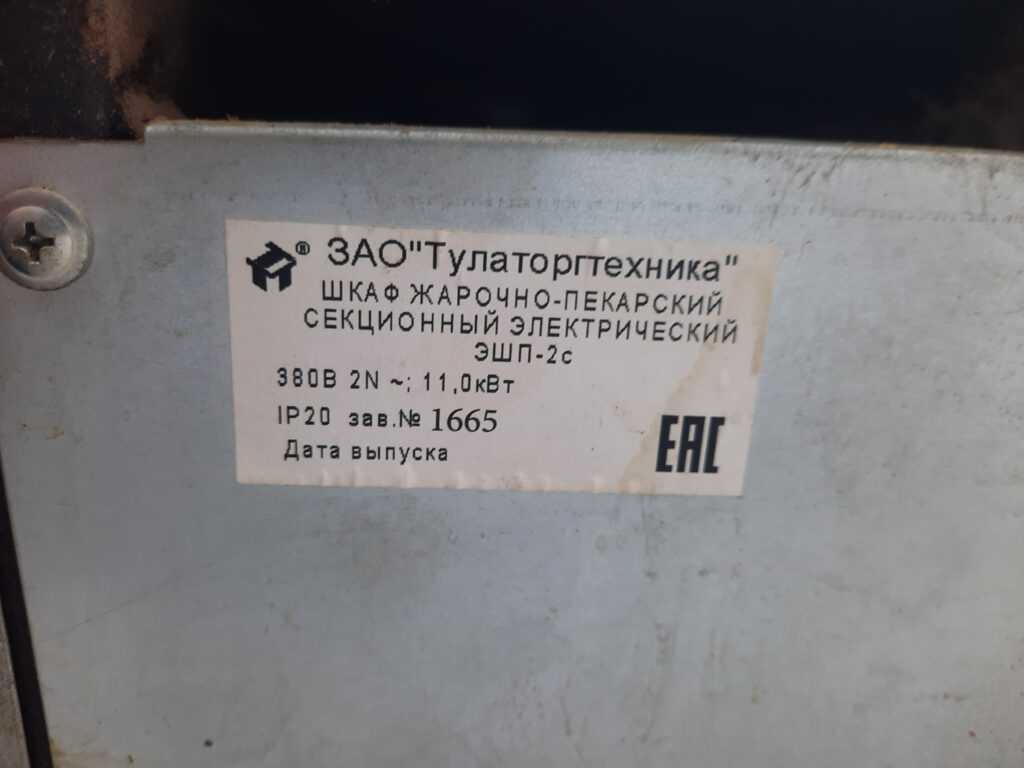 ® ЗАО"Тулаторгтехника"
ШКАФ ЖАРОЧНО-ПЕКАРСКИЙ
СЕКЦИОННЫЙ ЭЛЕКТРИЧЕСКИЙ
ЭШП-2с
380В 2N ~; 11,0кВт
IP20 зав.№ 1665
Дата выпуска
EAC